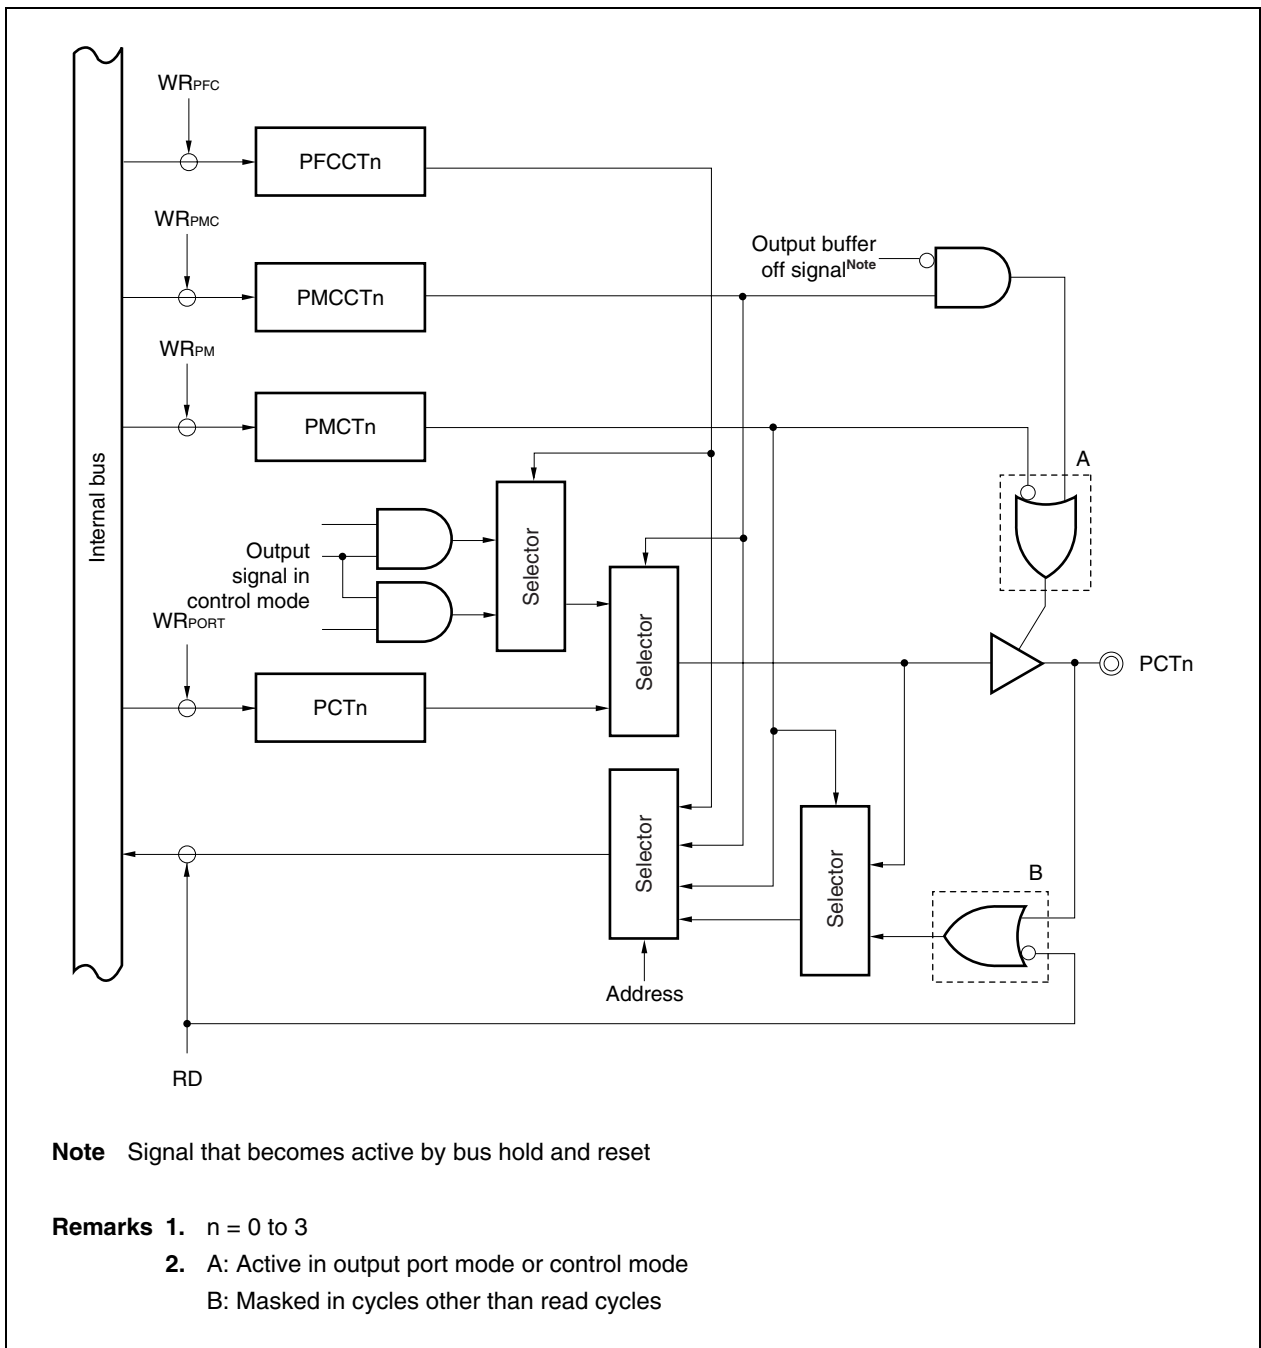 WRPFC
PFCCTn
WRPMC
Output buffer
off signalNote
PMCCTn
WRPM
PMCTn
A
Internal bus
Selector
Output
signal in
control mode
Selector
WRPORT
PCTn
PCTn
Selector
Selector
B
Address
RD
Note Signal that becomes active by bus hold and reset
Remarks 1. n = 0 to 3
2. A: Active in output port mode or control mode
B: Masked in cycles other than read cycles